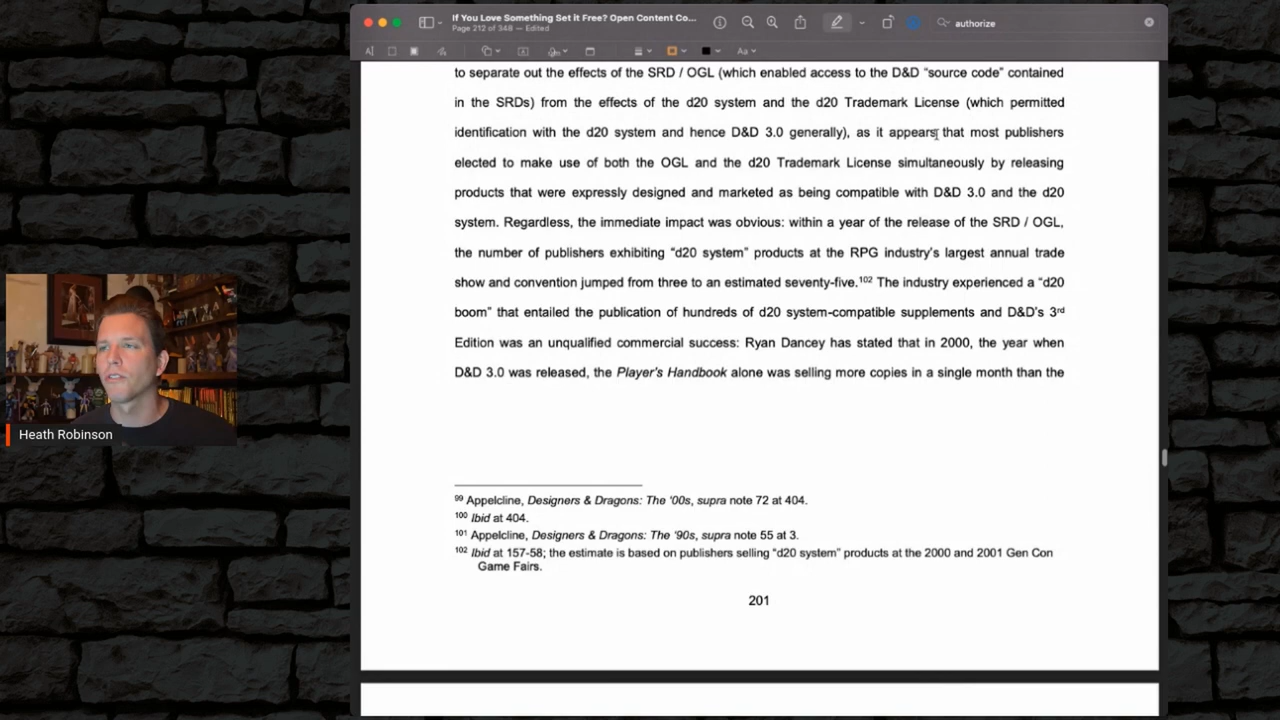 If You Love Something Set it Free? Open Content Co...
Page 212 of 348 — Edited
authorize
to separate out the effects of the SRD / OGL (which enabled access to the D&D “source code” contained
in the SRDs) from the effects of the d20 system and the d20 Trademark License (which permitted
identification with the d20 system and hence D&D 3.0 generally), as it appears that most publishers
elected to make use of both the OGL and the d20 Trademark License simultaneously by releasing
products that were expressly designed and marketed as being compatible with D&D 3.0 and the d20
system. Regardless, the immediate impact was obvious: within a year of the release of the SRD / OGL,
the number of publishers exhibiting “d20 system” products at the RPG industry’s largest annual trade
show and convention jumped from three to an estimated seventy-five.102 The industry experienced a “d20
boom” that entailed the publication of hundreds of d20 system-compatible supplements and D&D’s 3rd
Edition was an unqualified commercial success: Ryan Dancey has stated that in 2000, the year when
D&D 3.0 was released, the Player’s Handbook alone was selling more copies in a single month than the
Heath Robinson
99 Appelcline, Designers & Dragons: The ’00s, supra note 72 at 404.
100 Ibid at 404.
101 Appelcline, Designers & Dragons: The ’90s, supra note 55 at 3.
102 Ibid at 157-58; the estimate is based on publishers selling “d20 system” products at the 2000 and 2001 Gen Con
Game Fairs.
201